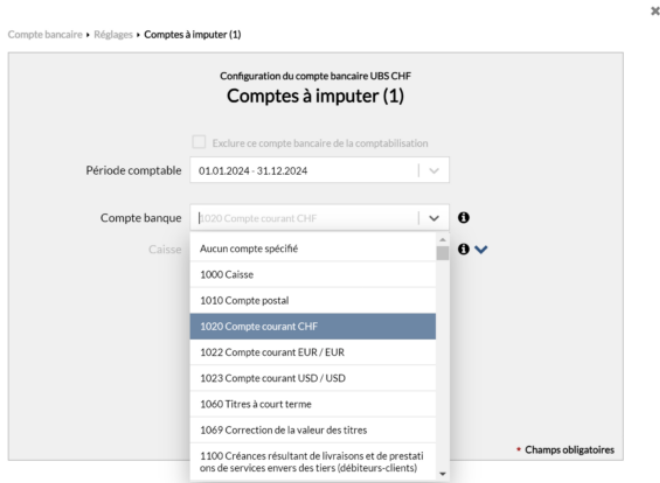 Compte bancaire ▸ Réglages ▸ Comptes à imputer (1)
Configuration du compte bancaire UBS CHF
Comptes à imputer (1)
Exclure ce compte bancaire de la comptabilisation
Période comptable 01.01.2024 - 31.12.2024
Compte banque 1020 Compte courant CHF
Caisse
Aucun compte spécifié
1000 Caisse
1010 Compte postal
1020 Compte courant CHF
1022 Compte courant EUR / EUR
1023 Compte courant USD / USD
1060 Titres à court terme
1069 Correction de la valeur des titres
1100 Créances résultant de livraisons et de prestati
ons de services envers des tiers (débiteurs-clients)
* Champs obligatoires